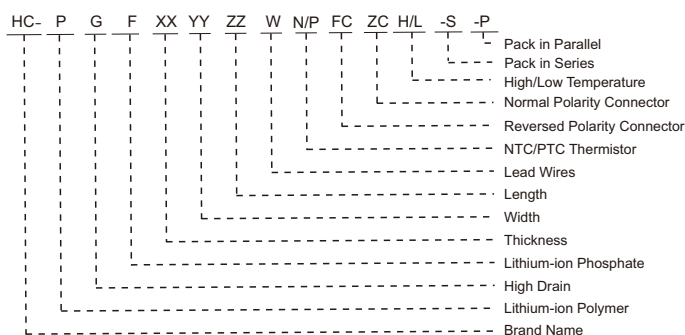 HC- P G F XX YY ZZ W N/P FC ZC H/L -S -P
Pack in Parallel
Pack in Series
High/Low Temperature
Normal Polarity Connector
Reversed Polarity Connector
NTC/PTC Thermistor
Lead Wires
Length
Width
Thickness
Lithium-ion Phosphate
High Drain
Lithium-ion Polymer
Brand Name